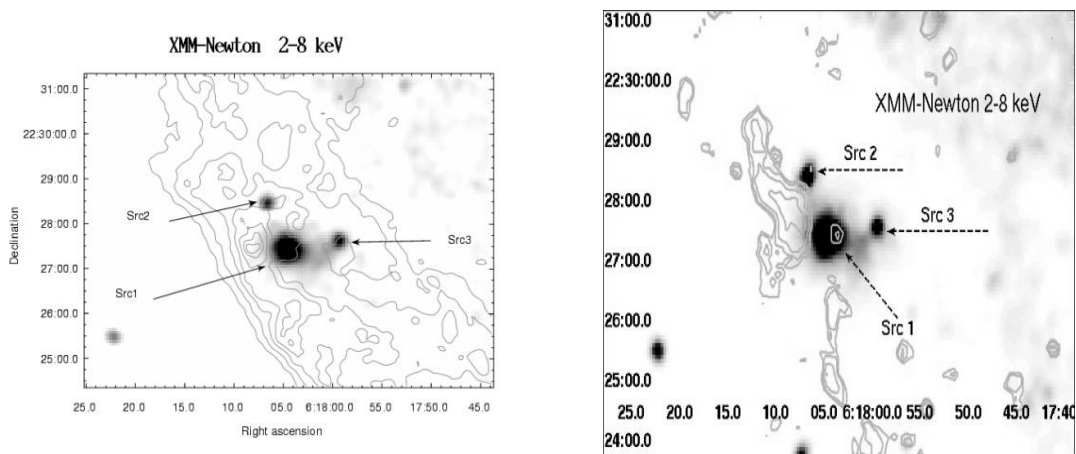 XMM-Newton 2-8 keV
31:00.0
22:30:00.0
29:00.0
28:00.0
27:00.0
26:00.0
25:00.0
Declination
Src2
Src3
Src1
25.0 20.0 15.0 10.0 05.0 6:18:00.0 55.0 17:50.0 45.0
Right ascension
31:00.0
22:30:00.0
29:00.0
28:00.0
27:00.0
26:00.0
25:00.0
24:00.0
XMM-Newton 2-8 keV
Src 2
Src 3
Src 1
25.0 20.0 15.0 10.0 05.0 6:18:00.0 55.0 50.0 45.0 17:40